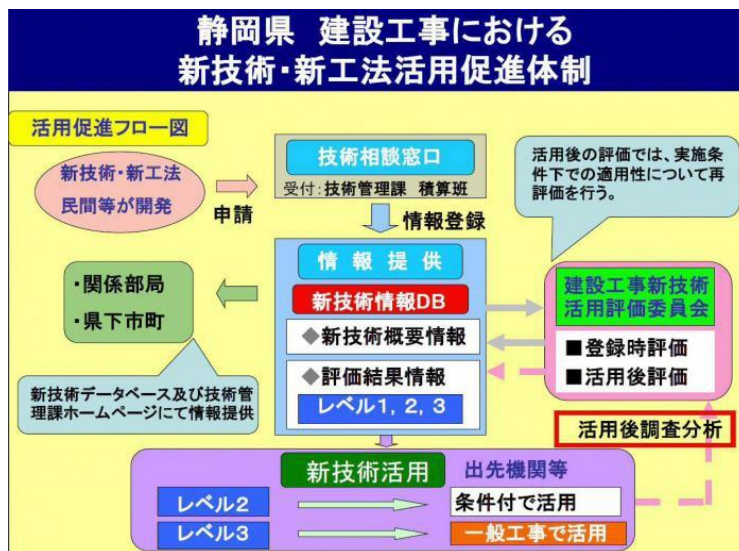 静岡県 建設工事における
新技術・新工法活用促進体制
活用促進フロー図
新技術・新工法
民間等が開発
申請
技術相談窓口
受付：技術管理課 積算班
情報登録
活用後の評価では、実施条
件下での適用性について再
評価を行う。
情報提供
新技術情報DB
◆新技術概要情報
◆評価結果情報
レベル1, 2, 3
・関係部局
・県下市町
新技術データベース及び技術管
理課ホームページにて情報提供
建設工事新技術
活用評価委員会
■登録時評価
■活用後評価
活用後調査分析
新技術活用
出先機関等
レベル2
条件付で活用
レベル3
一般工事で活用